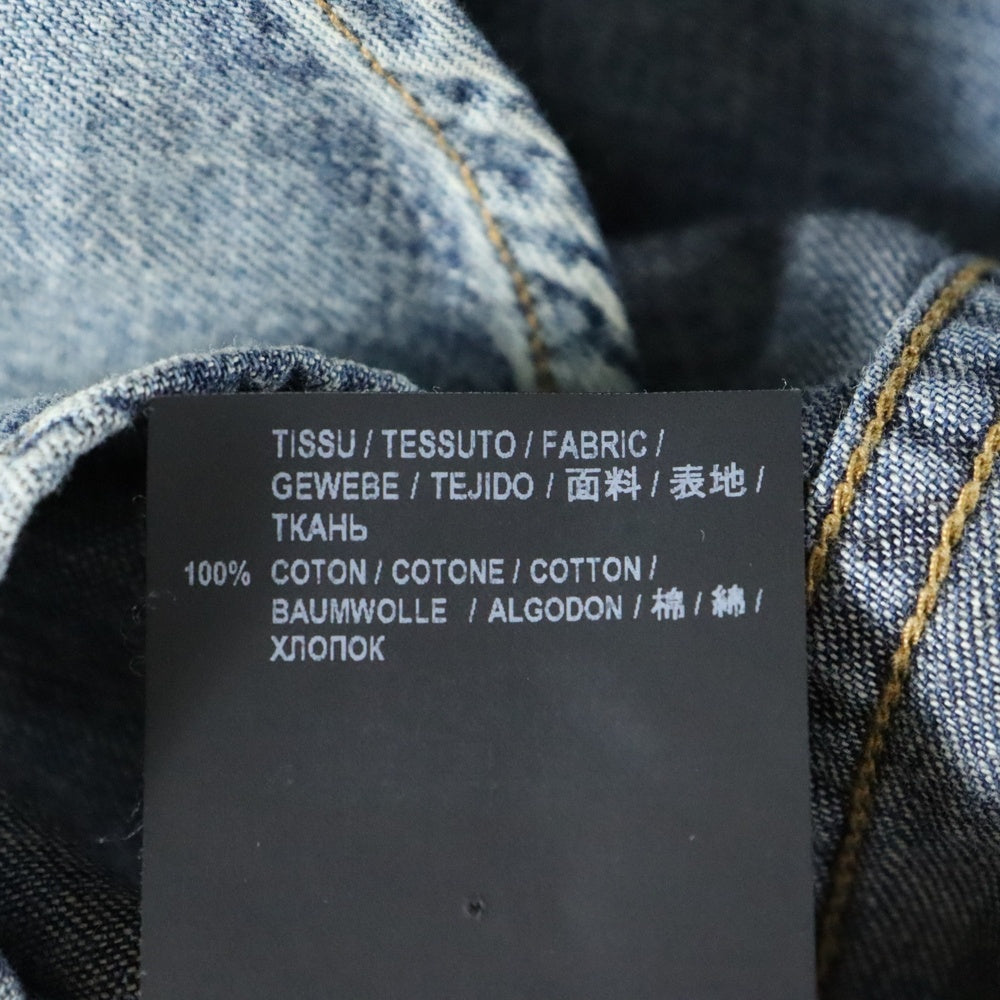 TISSU / TESSUTO / FABRIC /
GEWEBE / TEJIDO / 面料 / 表地 /
ТКАНЬ
100% COTON / COTONE / COTTON /
BAUMWOLLE / ALGODON / 棉 / 綿 /
ХЛОПОК